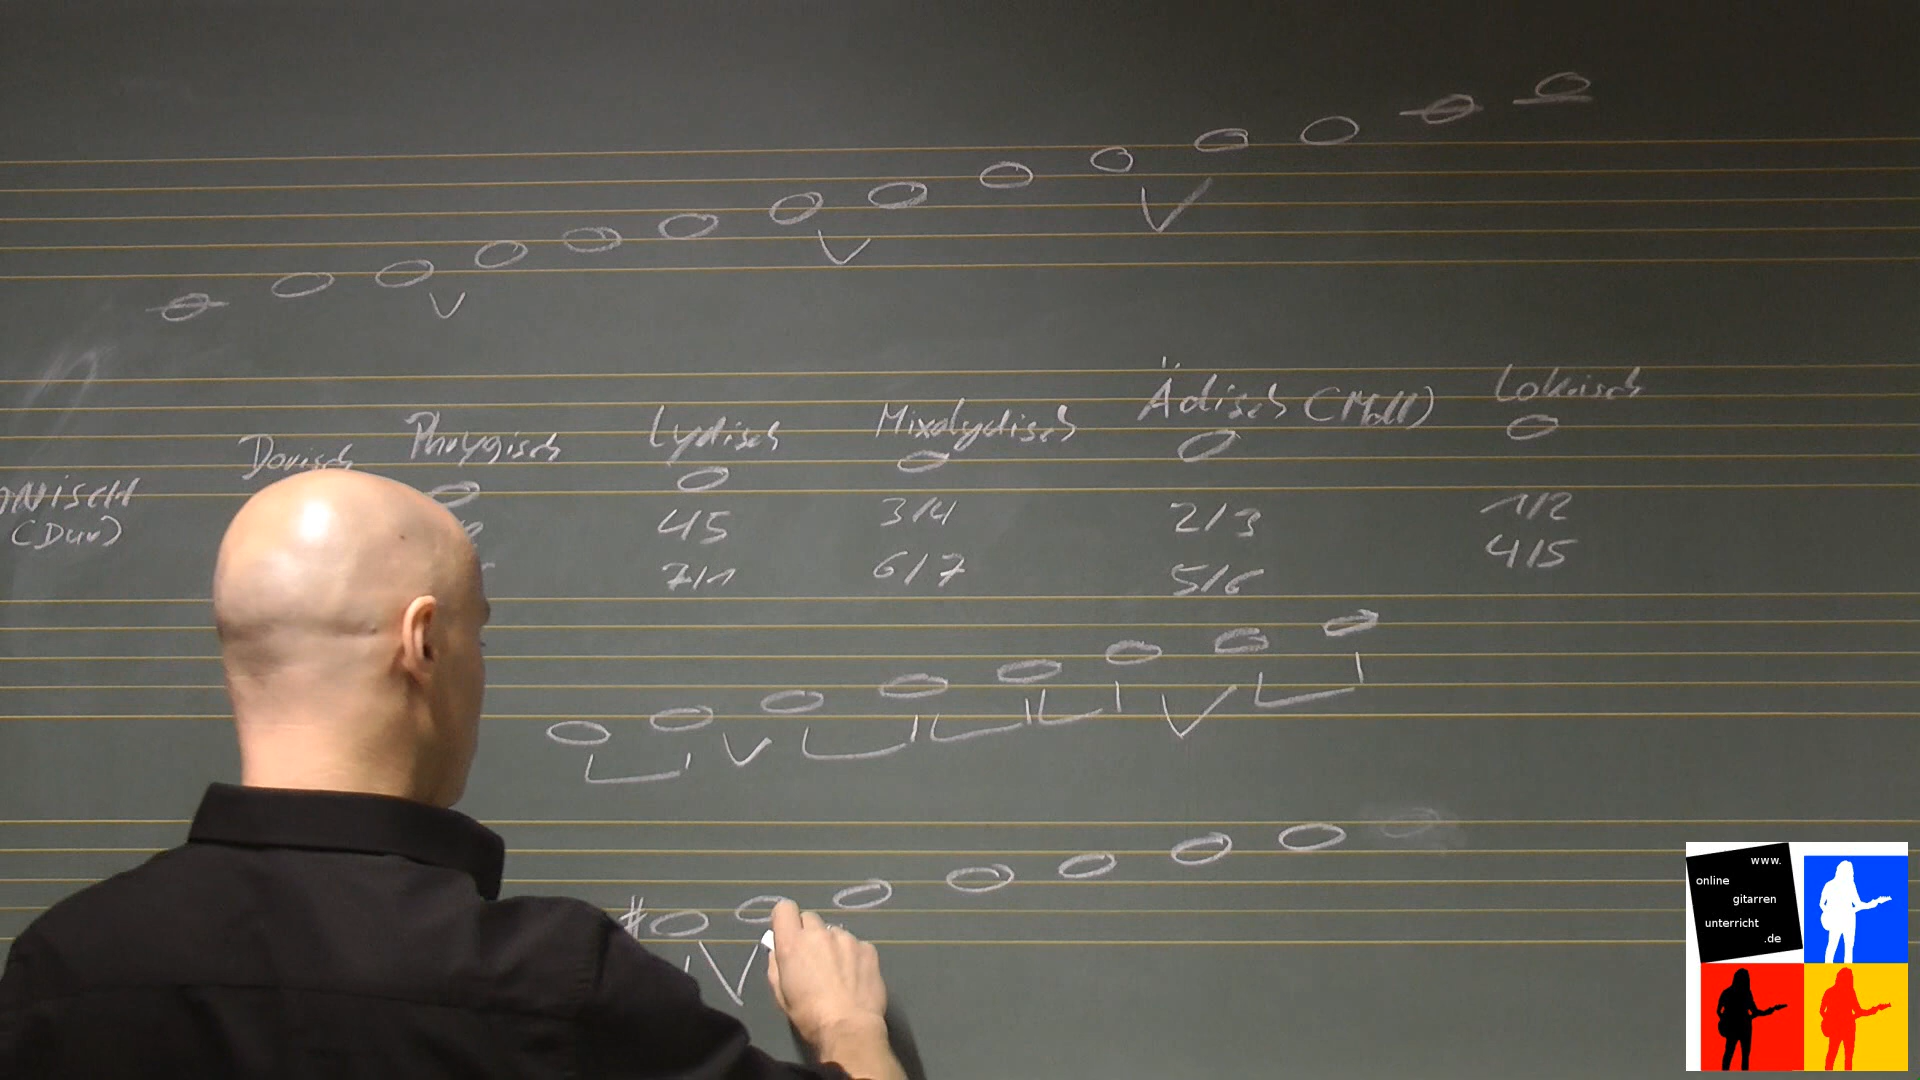 Dorisch Phrygisch Lydisch Mixolydisch Äolisch (Moll) Lokrisch
(Dur)
45 3/4 2/3 1/2
7/1 6/7 5/6 4/5
#
www.
online
gitarren
unterricht
.de